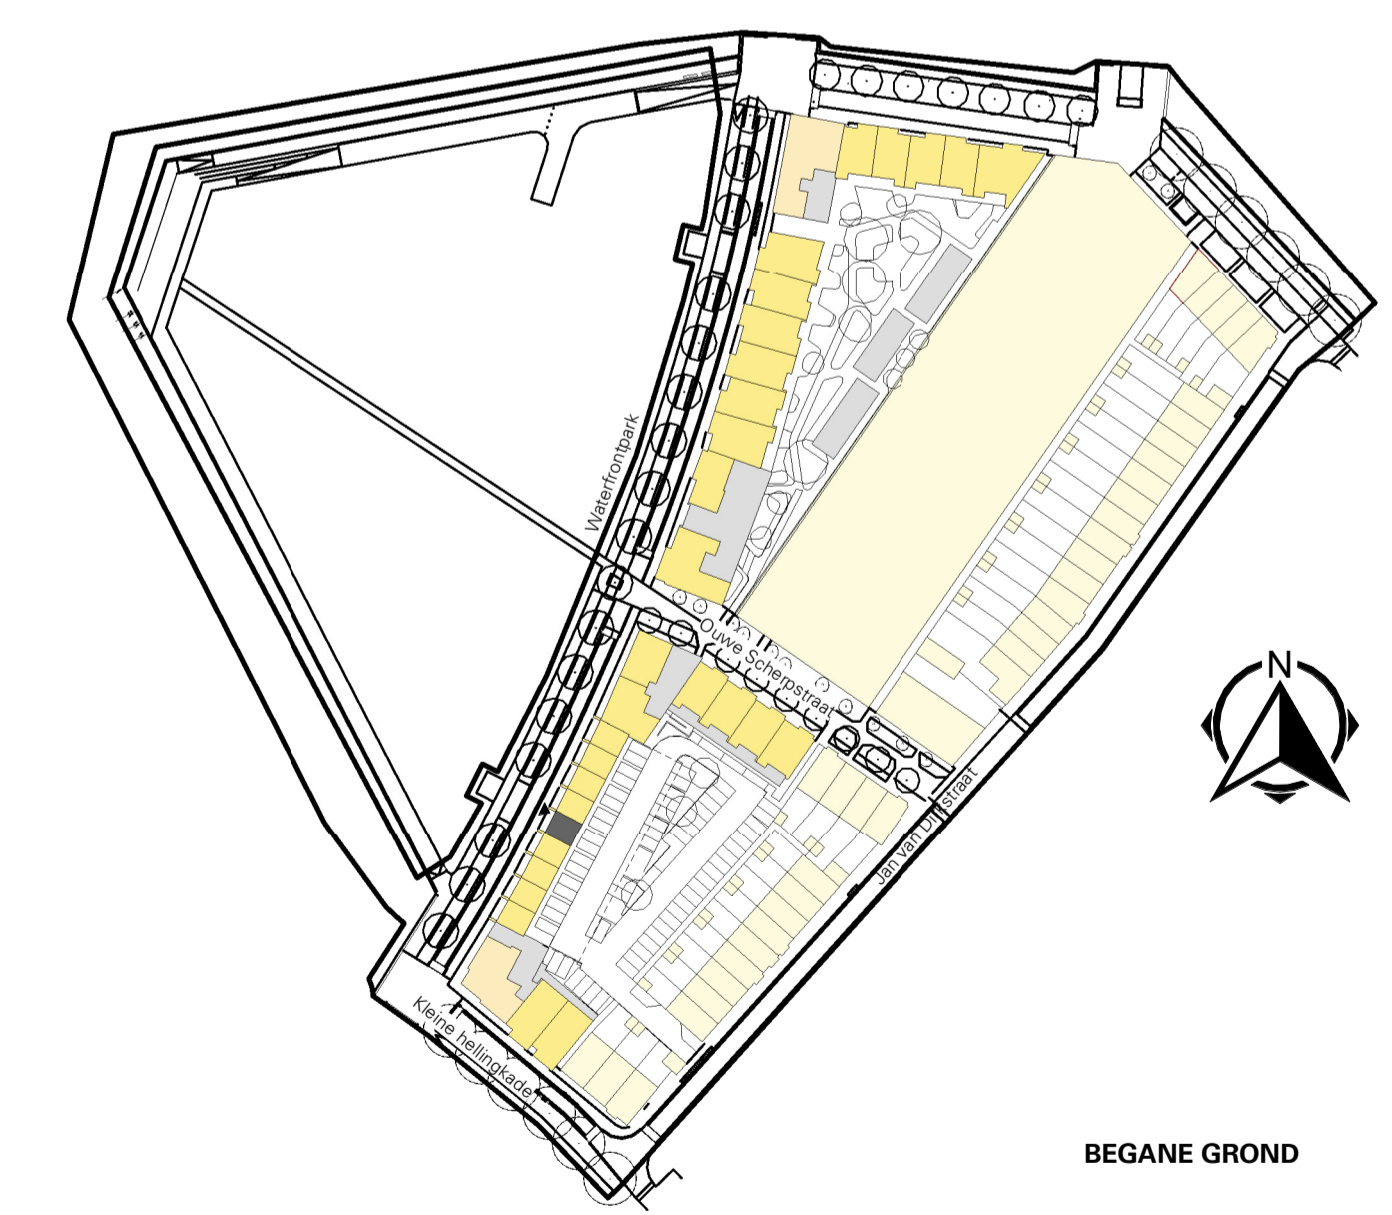 Waterfrontpark
Ouwe Scherpstraat
N
Jan van Dijkstraat
Kleine hellingkade
BEGANE GROND